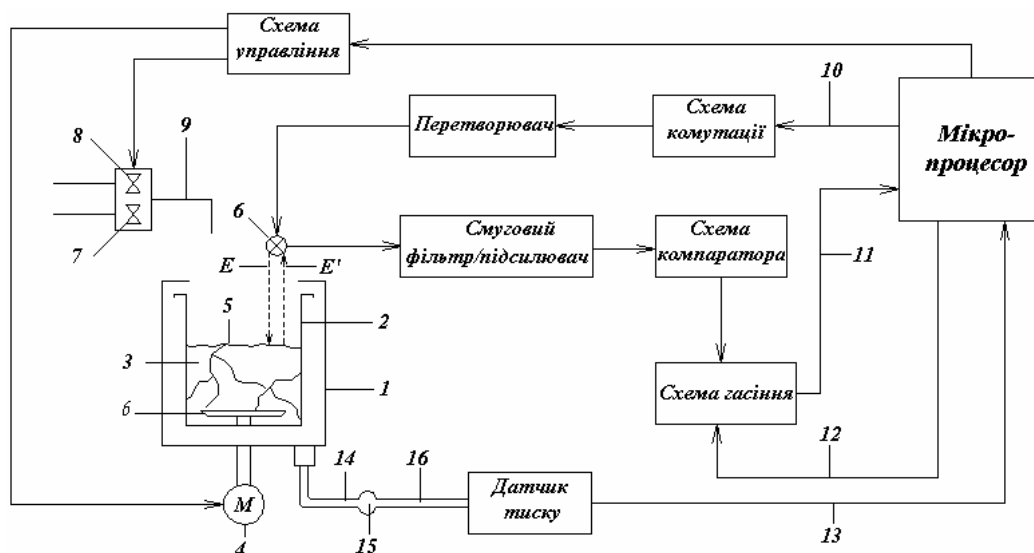 Схема
управління
10
8
9
Перетворювач
Схема
комутації
Мікро-
процесор
7
6
Смуговий
фільтр/підсилювач
Схема
компаратора
E
E'
11
5
2
3
1
6
Схема гасіння
12
14
16
Датчик
тиску
М
15
13
4